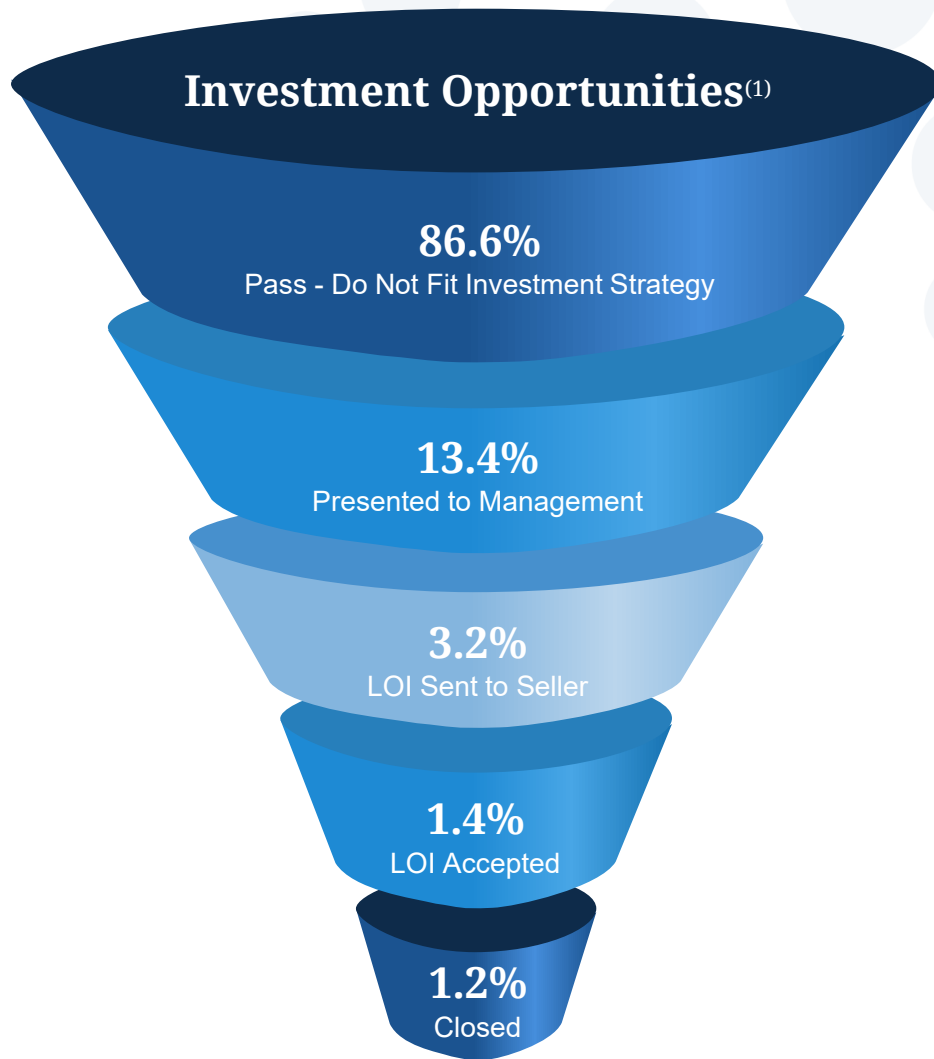 Investment Opportunities(1)
86.6%
Pass - Do Not Fit Investment Strategy
13.4%
Presented to Management
3.2%
LOI Sent to Seller
1.4%
LOI Accepted
1.2%
Closed